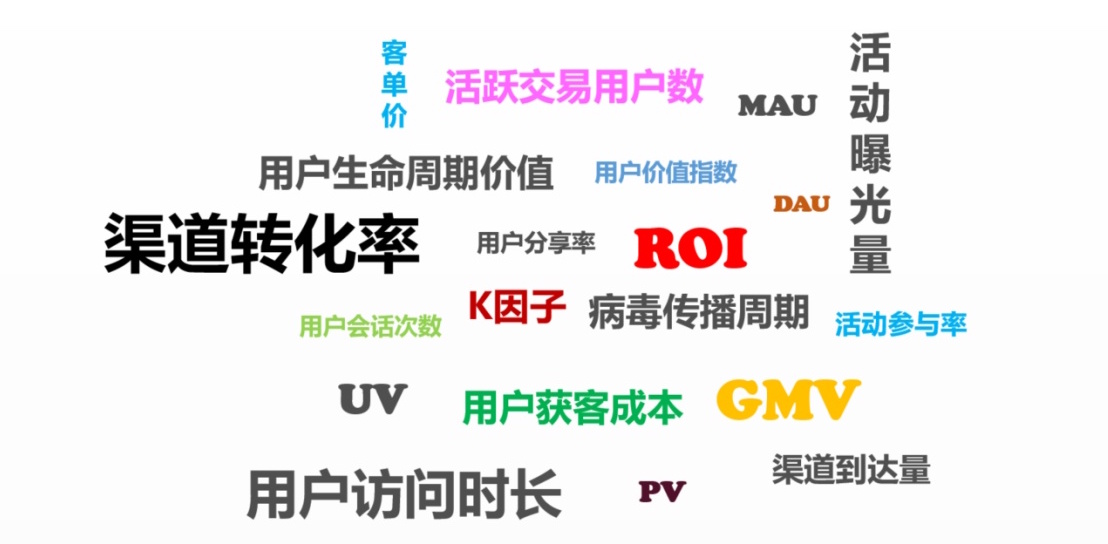 客单价
活跃交易用户数
MAU
活动曝光量
用户生命周期价值
用户价值指数
DAU
渠道转化率
用户分享率
ROI
K因子
病毒传播周期
用户会话次数
活动参与率
UV
用户获客成本
GMV
用户访问时长
PV
渠道到达量